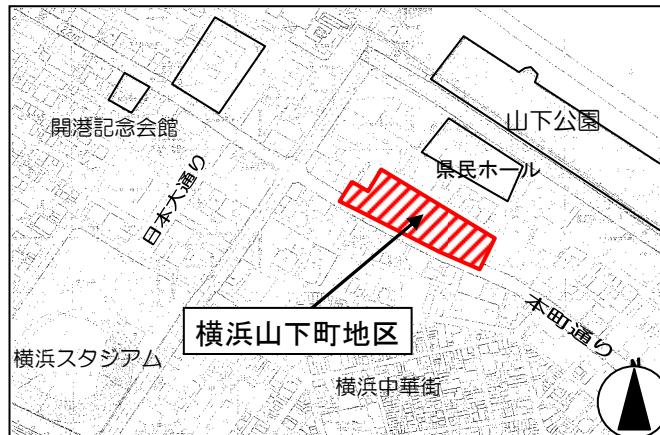 開港記念会館
山下公園
県民ホール
日本大通り
横浜山下町地区
本町通り
横浜スタジアム
横浜中華街